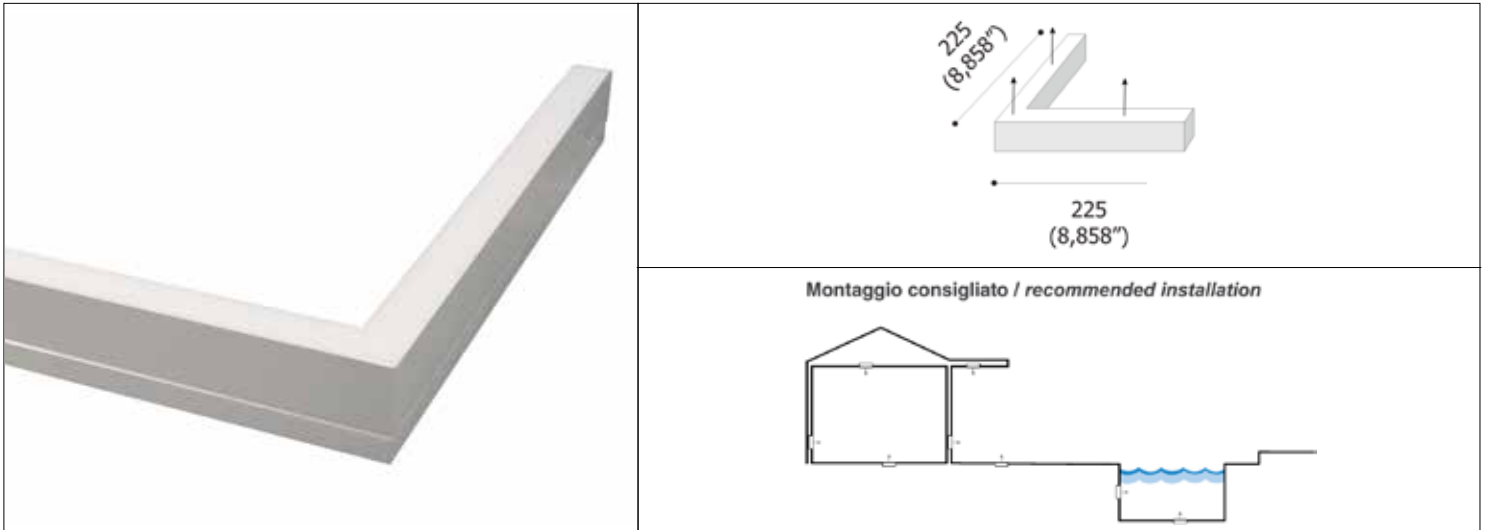 225
(8,858”)
225
(8,858”)
Montaggio consigliato / recommended installation